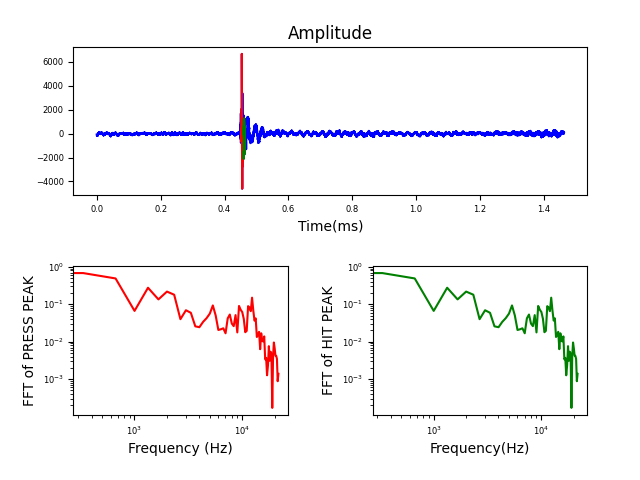 Amplitude
6000
4000
2000
0
−2000
−4000
0.0 0.2 0.4 0.6 0.8 1.0 1.2 1.4
Time(ms)
FFT of PRESS PEAK
10⁰
10⁻¹
10⁻²
10⁻³
10³ 10⁴
Frequency (Hz)
FFT of HIT PEAK
10⁰
10⁻¹
10⁻²
10⁻³
10³ 10⁴
Frequency(Hz)